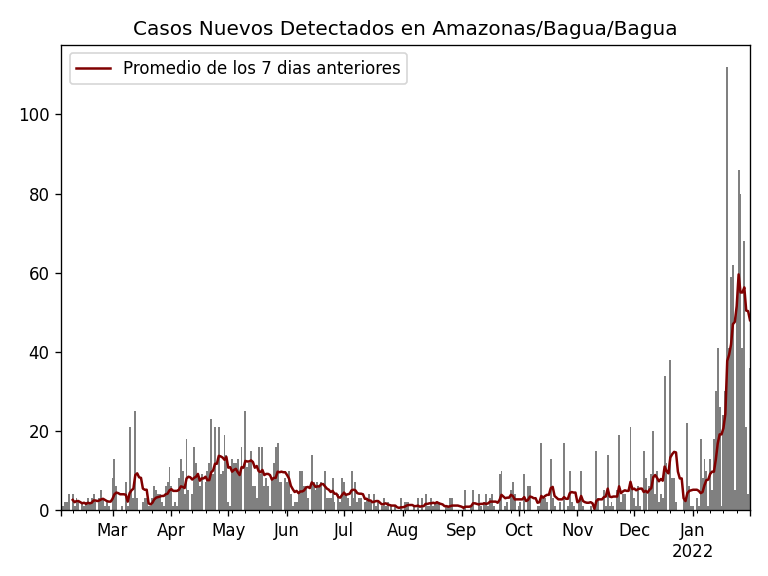 Casos Nuevos Detectados en Amazonas/Bagua/Bagua
Promedio de los 7 dias anteriores
100
80
60
40
20
0
Mar Apr May Jun Jul Aug Sep Oct Nov Dec Jan
2022